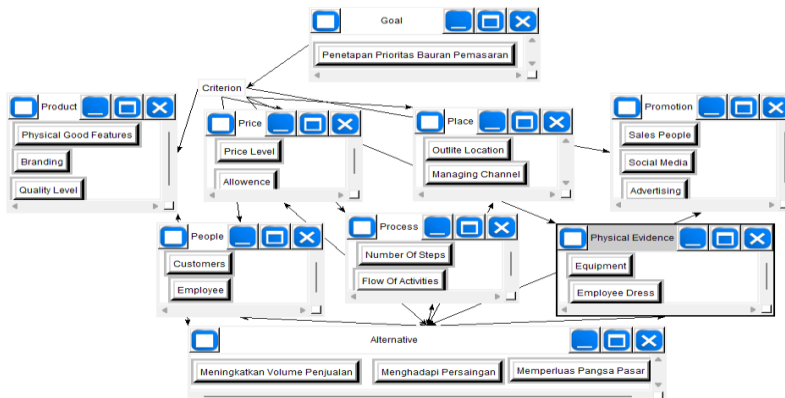 Goal
Penetapan Prioritas Bauran Pemasaran
Criterion
Product
Physical Good Features
Branding
Quality Level
Price
Price Level
Allowence
Place
Outlite Location
Managing Channel
Promotion
Sales People
Social Media
Advertising
People
Customers
Employee
Process
Number Of Steps
Flow Of Activities
Physical Evidence
Equipment
Employee Dress
Alternative
Meningkatkan Volume Penjualan
Menghadapi Persaingan
Memperluas Pangsa Pasar